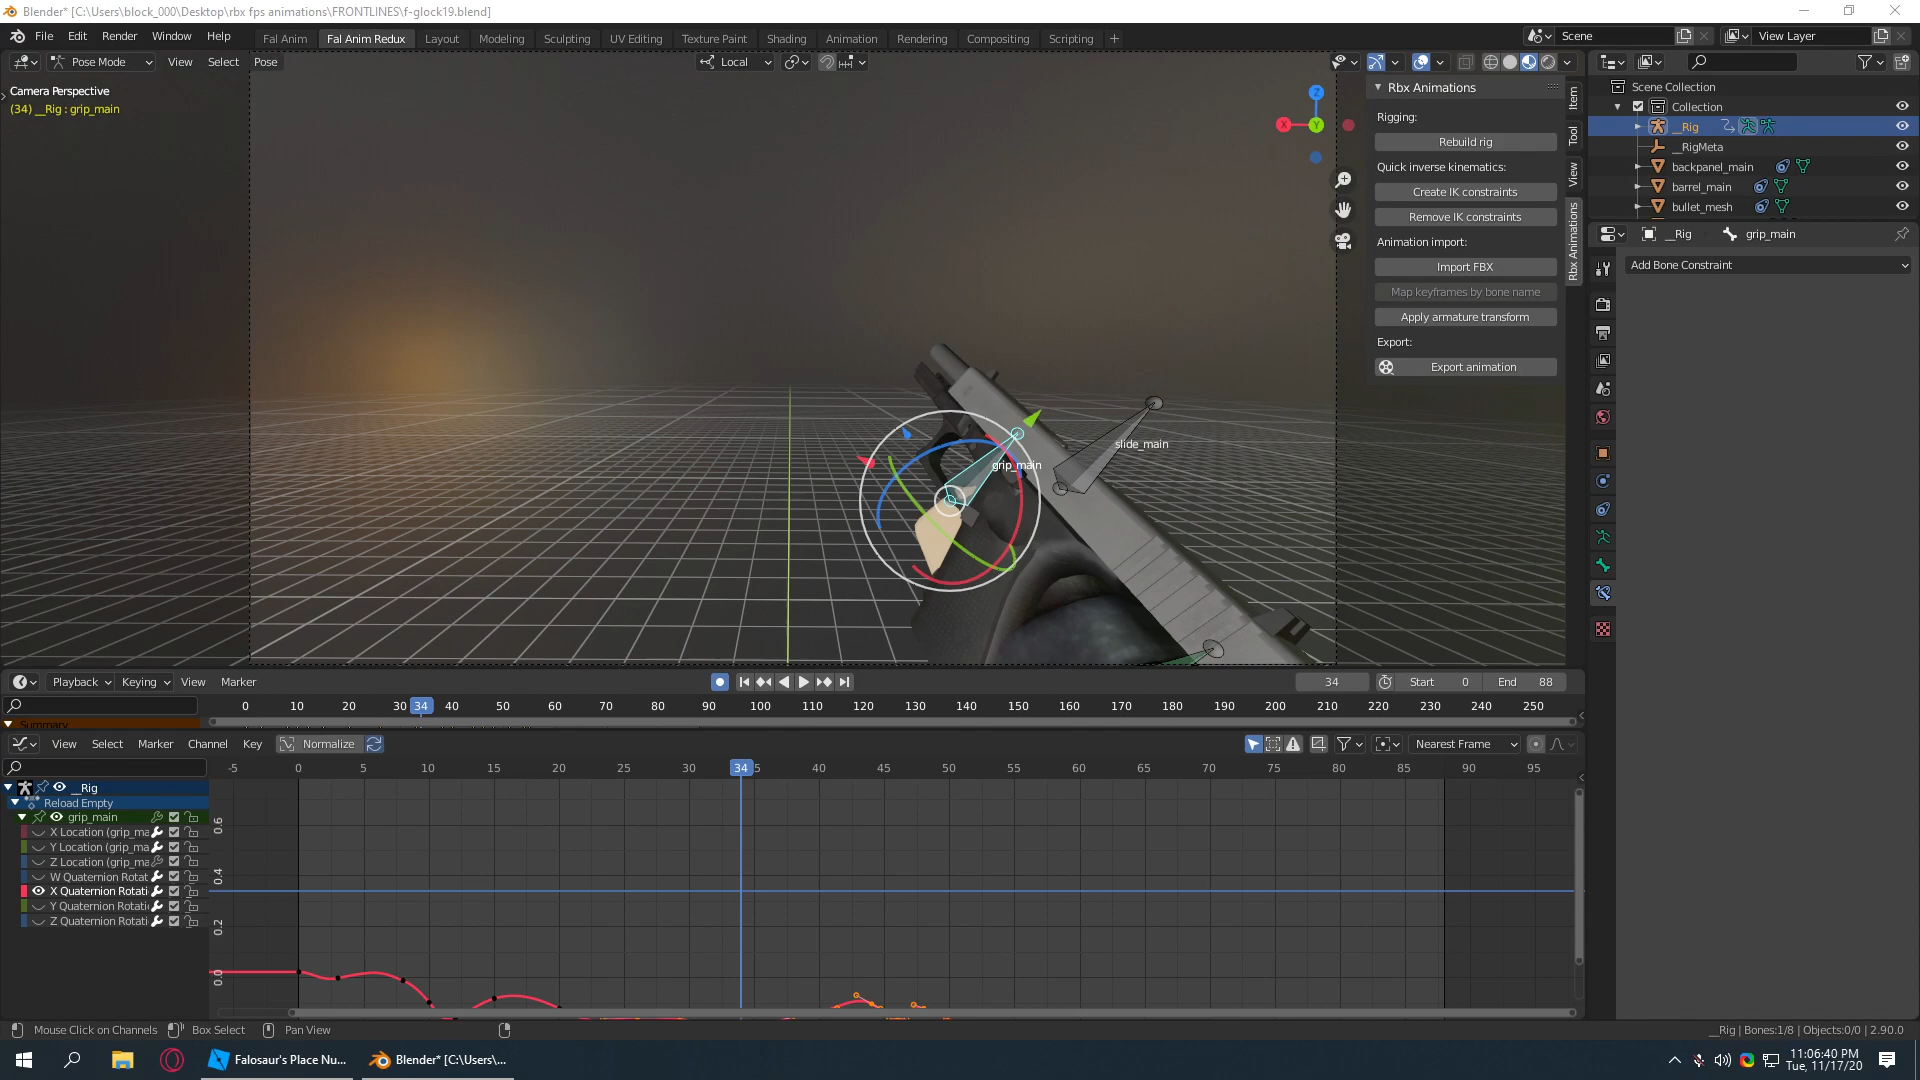 Blender* [C:\Users\block_000\Desktop\rbx fps animations\FRONTLINES\f-glock19.blend]
File Edit Render Window Help Fal Anim Fal Anim Redux Layout Modeling Sculpting UV Editing Texture Paint Shading Animation Rendering Compositing Scripting + Scene View Layer
Pose Mode View Select Pose Local
Camera Perspective
(34) __Rig : grip_main
Z
X
Y
slide_main
grip_main
Rbx Animations
Rigging:
Rebuild rig
Quick inverse kinematics:
Create IK constraints
Remove IK constraints
Animation import:
Import FBX
Map keyframes by bone name
Apply armature transform
Export:
Export animation
Item
Tool
View
Rbx Animations
Scene Collection
Collection
__Rig
__RigMeta
backpanel_main
barrel_main
bullet_mesh
__Rig grip_main
Add Bone Constraint
Playback Keying View Marker 34 Start 0 End 88
0 10 20 30 34 40 50 60 70 80 90 100 110 120 130 140 150 160 170 180 190 200 210 220 230 240 250
Summary
View Select Marker Channel Key Normalize Nearest Frame
-5 0 5 10 15 20 25 30 34 5 40 45 50 55 60 65 70 75 80 85 90 95
__Rig
Reload Empty
grip_main
X Location (grip_ma
Y Location (grip_ma
Z Location (grip_ma
W Quaternion Rotat
X Quaternion Rotati
Y Quaternion Rotati
Z Quaternion Rotati
0.6
0.4
0.2
0.0
Mouse Click on Channels Box Select Pan View __Rig | Bones:1/8 | Objects:0/0 | 2.90.0
Falosaur's Place Nu... Blender* [C:\Users\...
11:06:40 PM
Tue, 11/17/20